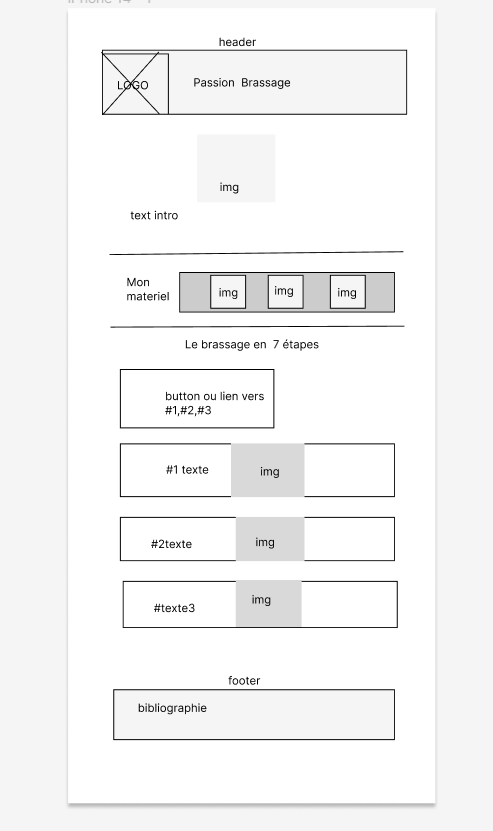 iPhone 14 - 1
header
LOGO
Passion Brassage
img
text intro
Mon
materiel
img
img
img
Le brassage en 7 étapes
button ou lien vers
#1,#2,#3
#1 texte
img
#2texte
img
#texte3
img
footer
bibliographie